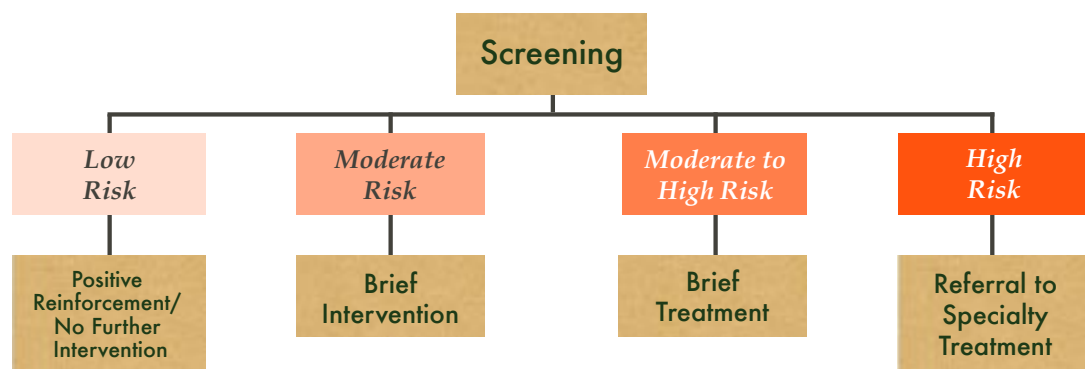 Screening
Low
Risk
Moderate
Risk
Moderate to
High Risk
High
Risk
Positive
Reinforcement/
No Further
Intervention
Brief
Intervention
Brief
Treatment
Referral to
Specialty
Treatment